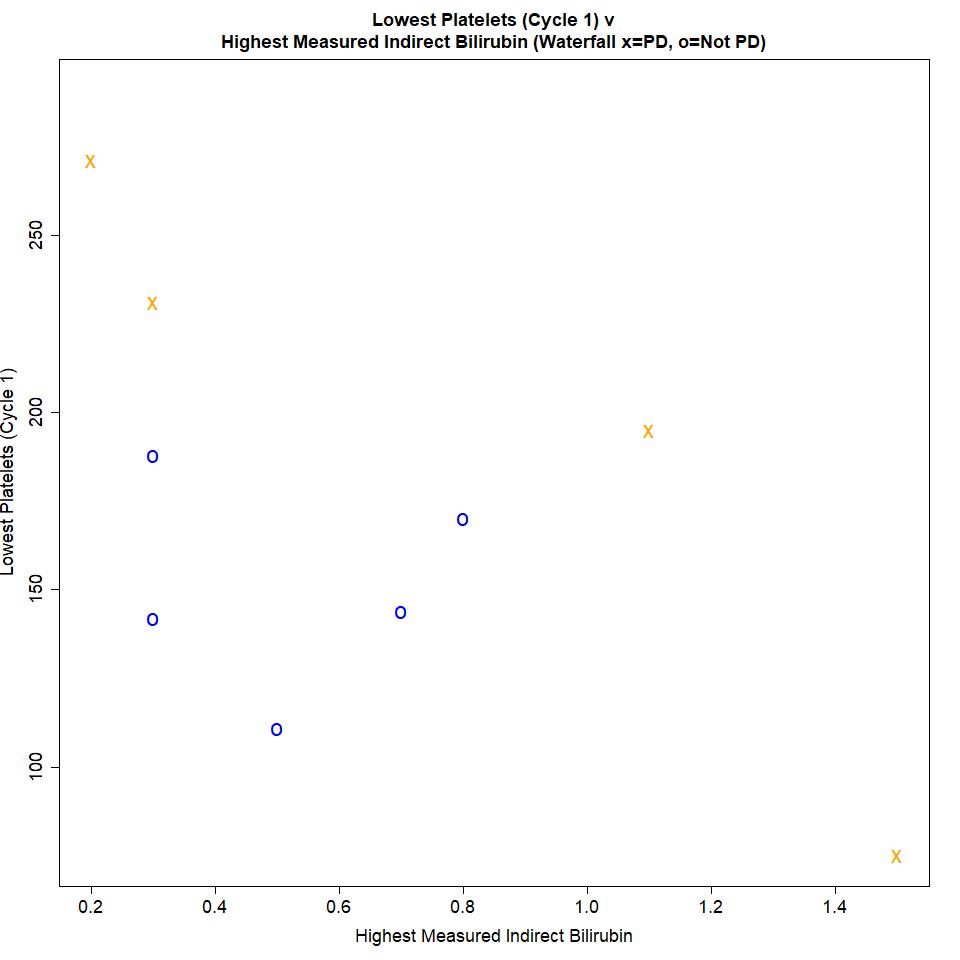 Lowest Platelets (Cycle 1) v
Highest Measured Indirect Bilirubin (Waterfall x=PD, o=Not PD)
Lowest Platelets (Cycle 1)
250
200
150
100
X
X
X
O
O
O
O
O
X
0.2 0.4 0.6 0.8 1.0 1.2 1.4
Highest Measured Indirect Bilirubin